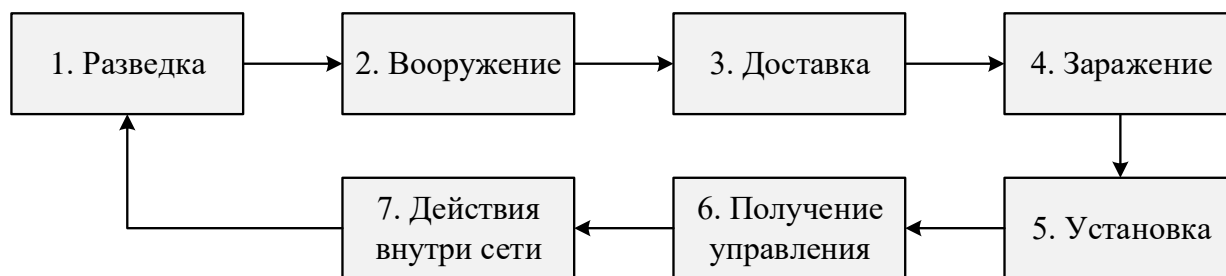 1. Разведка
2. Вооружение
3. Доставка
4. Заражение
5. Установка
6. Получение
управления
7. Действия
внутри сети